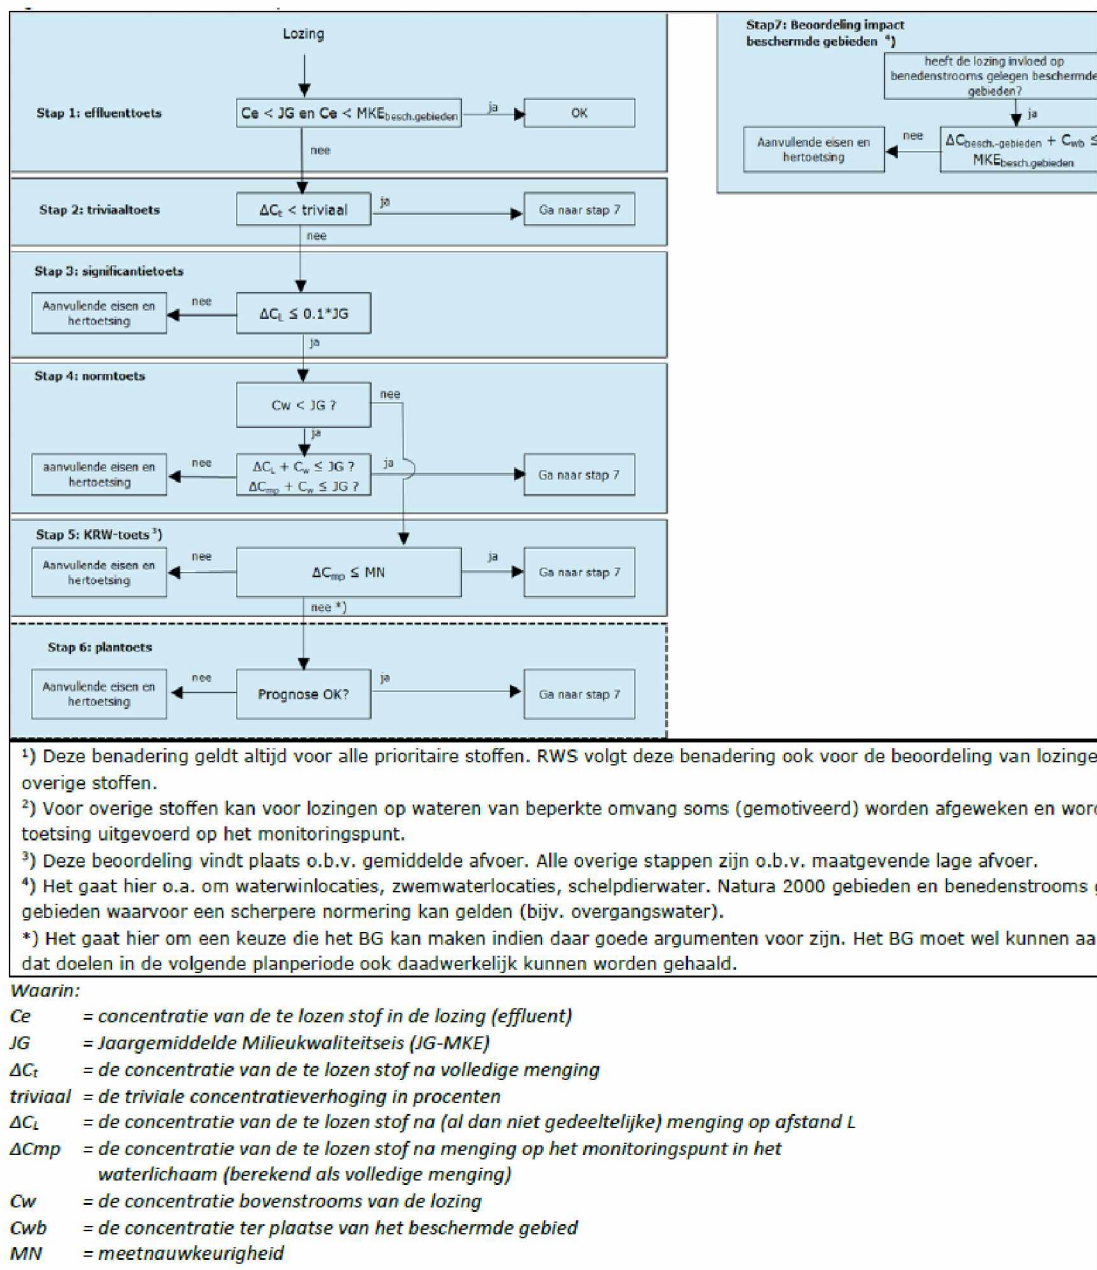 Lozing
Stap 1: effluenttoets
Ce < JG en Ce < MKEbesch.gebieden
ja
OK
nee
Stap 2: triviaaltoets
ΔCt < triviaal
ja
Ga naar stap 7
nee
Stap 3: significantietoets
Aanvullende eisen en
hertoetsing
nee
ΔCL ≤ 0.1*JG
ja
Stap 4: normtoets
Cw < JG ?
nee
ja
aanvullende eisen en
hertoetsing
nee
ΔCL + Cw ≤ JG ?
ΔCmp + Cw ≤ JG ?
ja
Ga naar stap 7
Stap 5: KRW-toets ³)
Aanvullende eisen en
hertoetsing
nee
ΔCmp ≤ MN
ja
Ga naar stap 7
nee *)
Stap 6: plantoets
Aanvullende eisen en
hertoetsing
nee
Prognose OK?
ja
Ga naar stap 7
Stap7: Beoordeling impact
beschermde gebieden ⁴)
heeft de lozing invloed op
benedenstrooms gelegen beschermde
gebieden?
ja
Aanvullende eisen en
hertoetsing
nee
ΔCbesch.-gebieden + Cwb ≤
MKEbesch.gebieden
¹) Deze benadering geldt altijd voor alle prioritaire stoffen. RWS volgt deze benadering ook voor de beoordeling van lozinge
overige stoffen.
²) Voor overige stoffen kan voor lozingen op wateren van beperkte omvang soms (gemotiveerd) worden afgeweken en word
toetsing uitgevoerd op het monitoringspunt.
³) Deze beoordeling vindt plaats o.b.v. gemiddelde afvoer. Alle overige stappen zijn o.b.v. maatgevende lage afvoer.
⁴) Het gaat hier o.a. om waterwinlocaties, zwemwaterlocaties, schelpdierwater. Natura 2000 gebieden en benedenstrooms g
gebieden waarvoor een scherpere normering kan gelden (bijv. overgangswater).
*) Het gaat hier om een keuze die het BG kan maken indien daar goede argumenten voor zijn. Het BG moet wel kunnen aa
dat doelen in de volgende planperiode ook daadwerkelijk kunnen worden gehaald.
Waarin:
Ce = concentratie van de te lozen stof in de lozing (effluent)
JG = Jaargemiddelde Milieukwaliteitseis (JG-MKE)
ΔCt = de concentratie van de te lozen stof na volledige menging
triviaal = de triviale concentratieverhoging in procenten
ΔCL = de concentratie van de te lozen stof na (al dan niet gedeeltelijke) menging op afstand L
ΔCmp = de concentratie van de te lozen stof na menging op het monitoringspunt in het
waterlichaam (berekend als volledige menging)
Cw = de concentratie bovenstrooms van de lozing
Cwb = de concentratie ter plaatse van het beschermde gebied
MN = meetnauwkeurigheid